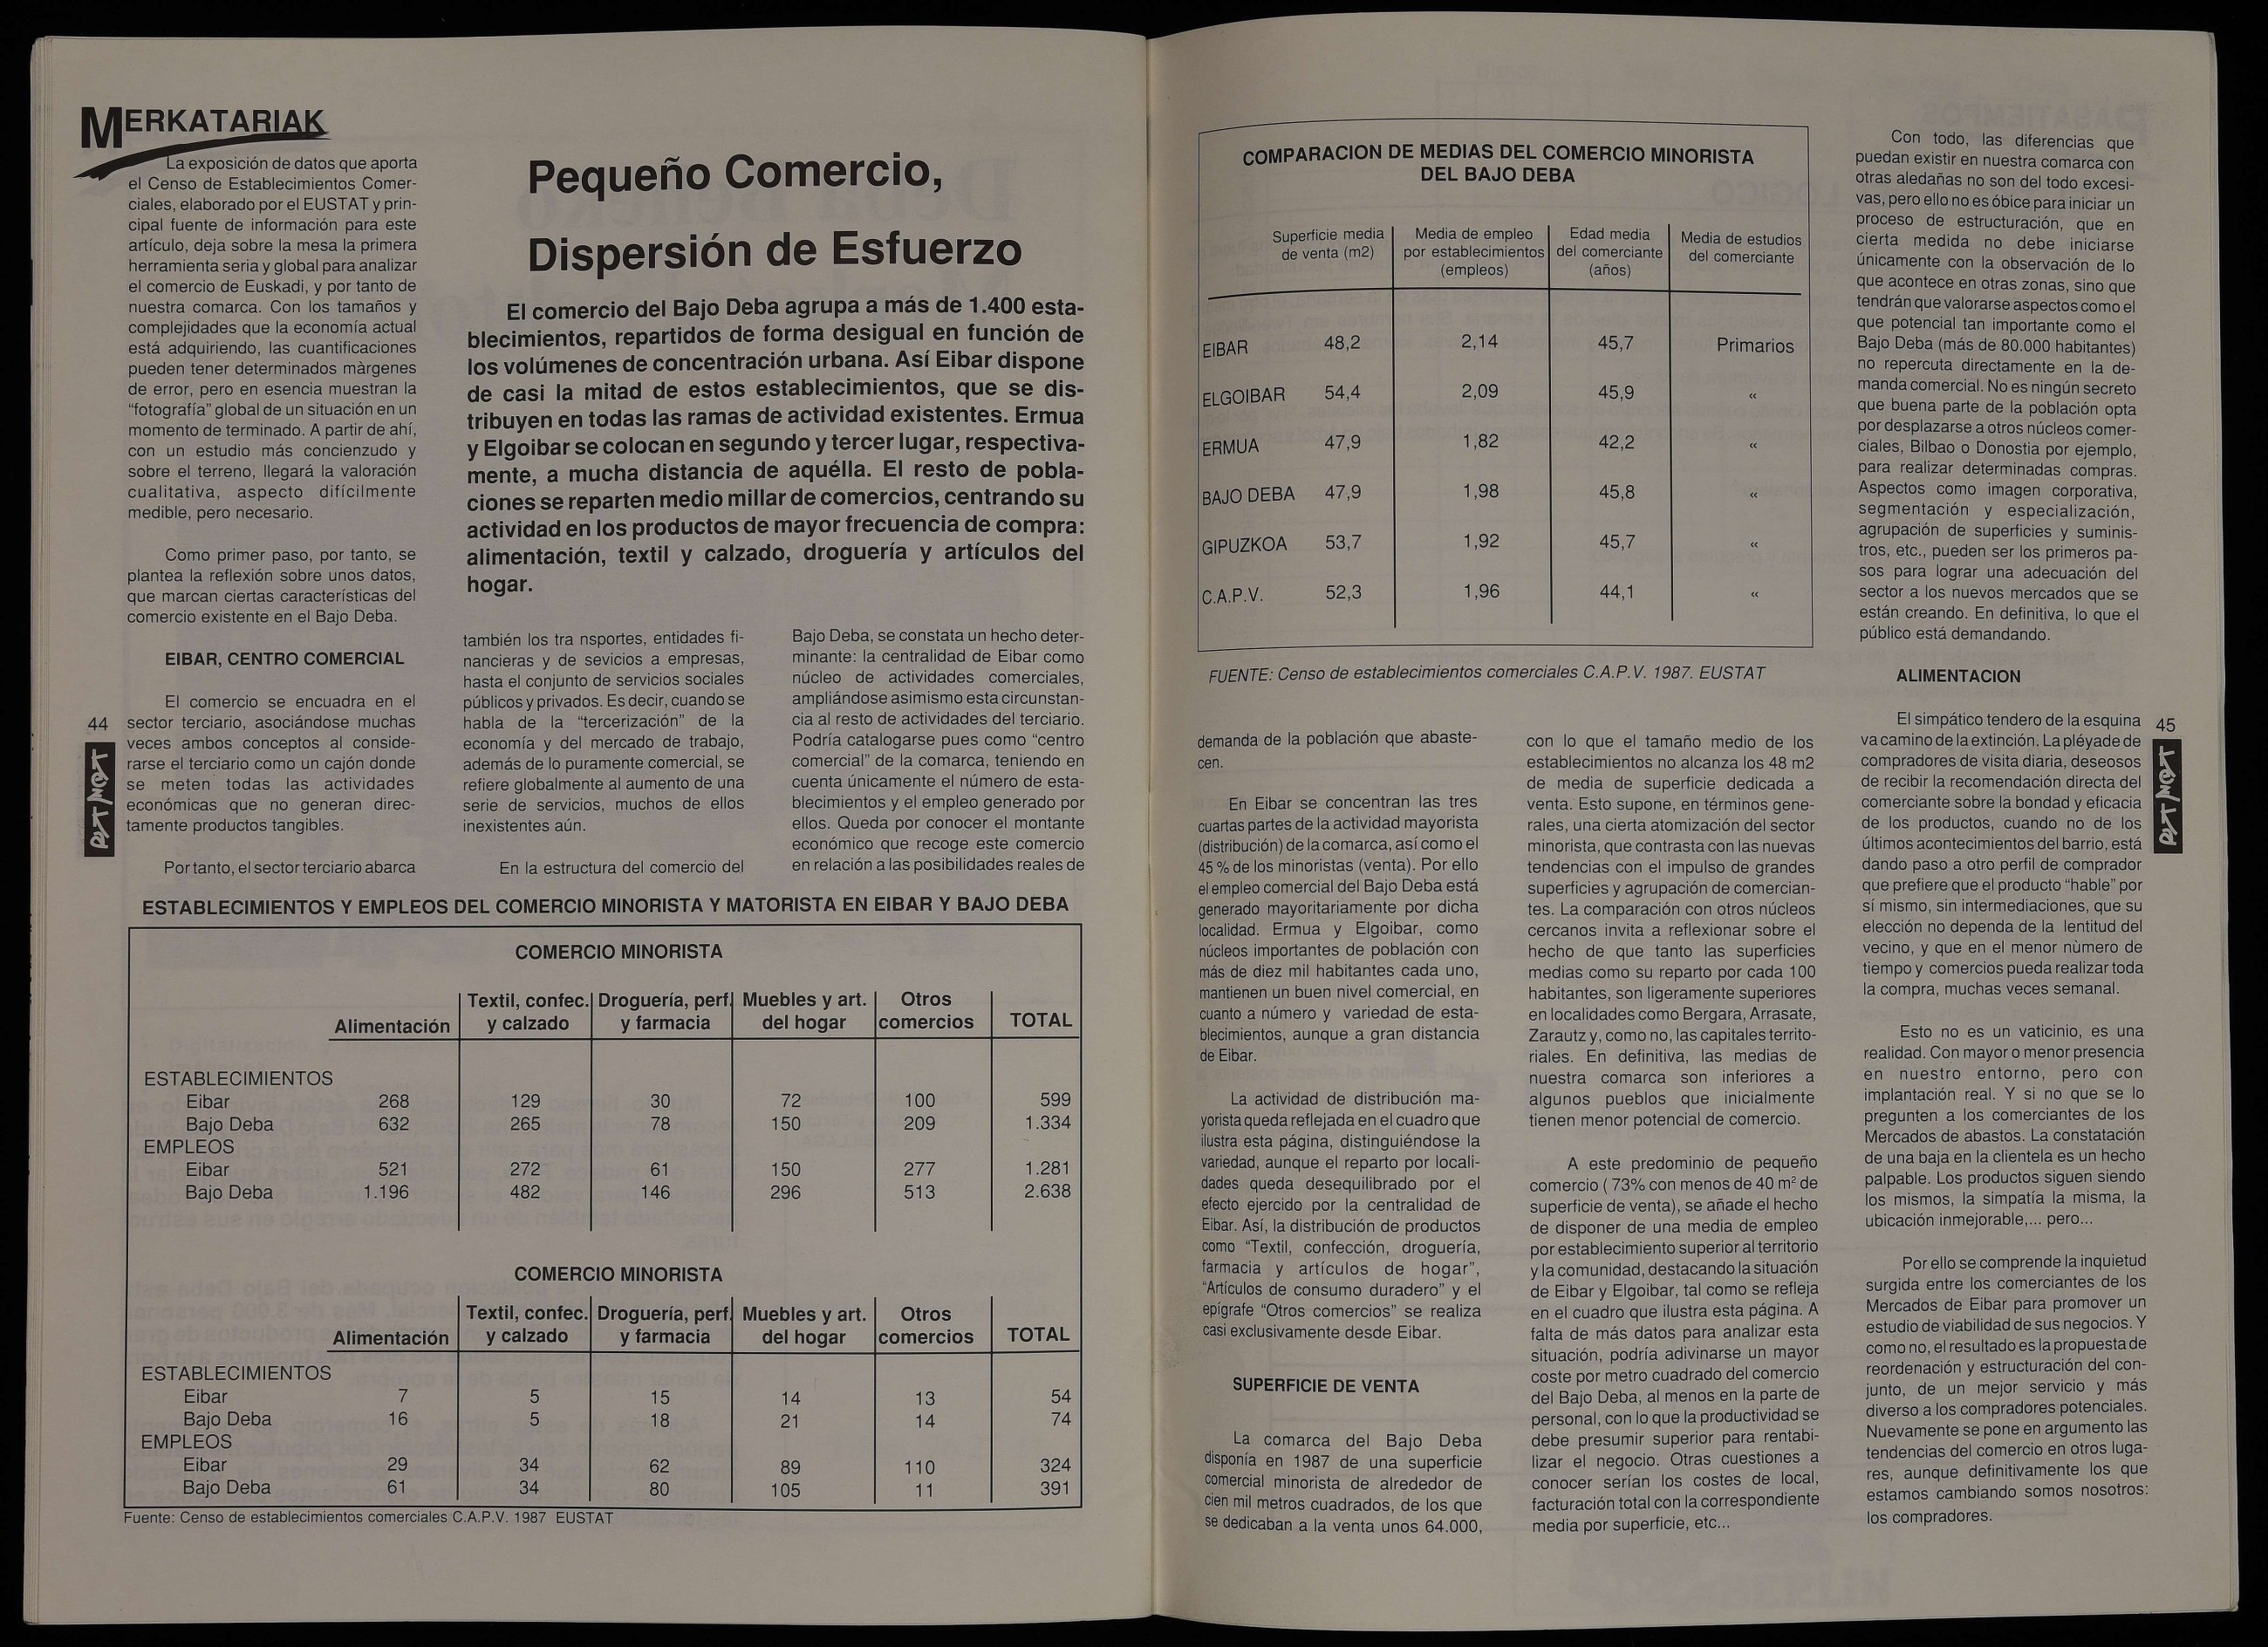 MERKATARIAK
La exposición de datos que aporta
el Censo de Establecimientos Comer-
ciales, elaborado por el EUSTAT y prin-
cipal fuente de información para este
artículo, deja sobre la mesa la primera
herramienta seria y global para analizar
el comercio de Euskadi, y por tanto de
nuestra comarca. Con los tamaños y
complejidades que la economía actual
está adquiriendo, las cuantificaciones
pueden tener determinados màrgenes
de error, pero en esencia muestran la
“fotografía” global de un situación en un
momento de terminado. A partir de ahí,
con un estudio más concienzudo y
sobre el terreno, llegará la valoración
cualitativa, aspecto difícilmente
medible, pero necesario.
Como primer paso, por tanto, se
plantea la reflexión sobre unos datos,
que marcan ciertas características del
comercio existente en el Bajo Deba.
EIBAR, CENTRO COMERCIAL
El comercio se encuadra en el
sector terciario, asociándose muchas
veces ambos conceptos al conside-
rarse el terciario como un cajón donde
se meten todas las actividades
económicas que no generan direc-
tamente productos tangibles.
Por tanto, el sector terciario abarca
44
Pequeño Comercio,
Dispersión de Esfuerzo
El comercio del Bajo Deba agrupa a más de 1.400 esta-
blecimientos, repartidos de forma desigual en función de
los volúmenes de concentración urbana. Así Eibar dispone
de casi la mitad de estos establecimientos, que se dis-
tribuyen en todas las ramas de actividad existentes. Ermua
y Elgoibar se colocan en segundo y tercer lugar, respectiva-
mente, a mucha distancia de aquélla. El resto de pobla-
ciones se reparten medio millar de comercios, centrando su
actividad en los productos de mayor frecuencia de compra:
alimentación, textil y calzado, droguería y artículos del
hogar.
también los tra nsportes, entidades fi-
nancieras y de sevicios a empresas,
hasta el conjunto de servicios sociales
públicos y privados. Es decir, cuando se
habla de la “tercerización” de la
economía y del mercado de trabajo,
además de lo puramente comercial, se
refiere globalmente al aumento de una
serie de servicios, muchos de ellos
inexistentes aún.
En la estructura del comercio del
Bajo Deba, se constata un hecho deter-
minante: la centralidad de Eibar como
núcleo de actividades comerciales,
ampliándose asimismo esta circunstan-
cia al resto de actividades del terciario.
Podría catalogarse pues como “centro
comercial” de la comarca, teniendo en
cuenta únicamente el número de esta-
blecimientos y el empleo generado por
ellos. Queda por conocer el montante
económico que recoge este comercio
en relación a las posibilidades reales de
ESTABLECIMIENTOS Y EMPLEOS DEL COMERCIO MINORISTA Y MATORISTA EN EIBAR Y BAJO DEBA
COMERCIO MINORISTA
Textil, confec. Droguería, perf. Muebles y art. Otros
Alimentación y calzado y farmacia del hogar comercios TOTAL
ESTABLECIMIENTOS
Eibar 268 129 30 72 100 599
Bajo Deba 632 265 78 150 209 1.334
EMPLEOS
Eibar 521 272 61 150 277 1.281
Bajo Deba 1.196 482 146 296 513 2.638
COMERCIO MINORISTA
Textil, confec. Droguería, perf. Muebles y art. Otros
Alimentación y calzado y farmacia del hogar comercios TOTAL
ESTABLECIMIENTOS
Eibar 7 5 15 14 13 54
Bajo Deba 16 5 18 21 14 74
EMPLEOS
Eibar 29 34 62 89 110 324
Bajo Deba 61 34 80 105 11 391
Fuente: Censo de establecimientos comerciales C.A.P.V. 1987 EUSTAT
COMPARACION DE MEDIAS DEL COMERCIO MINORISTA
DEL BAJO DEBA
Superficie media Media de empleo Edad media Media de estudios
de venta (m2) por establecimientos del comerciante del comerciante
(empleos) (años)
EIBAR 48,2 2,14 45,7 Primarios
ELGOIBAR 54,4 2,09 45,9 «
ERMUA 47,9 1,82 42,2 «
BAJO DEBA 47,9 1,98 45,8 «
GIPUZKOA 53,7 1,92 45,7 «
C.A.P.V. 52,3 1,96 44,1 «
FUENTE: Censo de establecimientos comerciales C.A.P.V. 1987. EUSTAT
demanda de la población que abaste-
cen.
En Eibar se concentran las tres
cuartas partes de la actividad mayorista
(distribución) de la comarca, así como el
45 % de los minoristas (venta). Por ello
el empleo comercial del Bajo Deba está
generado mayoritariamente por dicha
localidad. Ermua y Elgoibar, como
núcleos importantes de población con
más de diez mil habitantes cada uno,
mantienen un buen nivel comercial, en
cuanto a número y variedad de esta-
blecimientos, aunque a gran distancia
de Eibar.
La actividad de distribución ma-
yorista queda reflejada en el cuadro que
ilustra esta página, distinguiéndose la
variedad, aunque el reparto por locali-
dades queda desequilibrado por el
efecto ejercido por la centralidad de
Eibar. Así, la distribución de productos
como “Textil, confección, droguería,
farmacia y artículos de hogar”,
“Artículos de consumo duradero” y el
epígrafe “Otros comercios” se realiza
casi exclusivamente desde Eibar.
SUPERFICIE DE VENTA
La comarca del Bajo Deba
disponía en 1987 de una superficie
comercial minorista de alrededor de
cien mil metros cuadrados, de los que
se dedicaban a la venta unos 64.000,
con lo que el tamaño medio de los
establecimientos no alcanza los 48 m2
de media de superficie dedicada a
venta. Esto supone, en términos gene-
rales, una cierta atomización del sector
minorista, que contrasta con las nuevas
tendencias con el impulso de grandes
superficies y agrupación de comercian-
tes. La comparación con otros núcleos
cercanos invita a reflexionar sobre el
hecho de que tanto las superficies
medias como su reparto por cada 100
habitantes, son ligeramente superiores
en localidades como Bergara, Arrasate,
Zarautz y, como no, las capitales territo-
riales. En definitiva, las medias de
nuestra comarca son inferiores a
algunos pueblos que inicialmente
tienen menor potencial de comercio.
A este predominio de pequeño
comercio ( 73% con menos de 40 m² de
superficie de venta), se añade el hecho
de disponer de una media de empleo
por establecimiento superior al territorio
y la comunidad, destacando la situación
de Eibar y Elgoibar, tal como se refleja
en el cuadro que ilustra esta página. A
falta de más datos para analizar esta
situación, podría adivinarse un mayor
coste por metro cuadrado del comercio
del Bajo Deba, al menos en la parte de
personal, con lo que la productividad se
debe presumir superior para rentabi-
lizar el negocio. Otras cuestiones a
conocer serían los costes de local,
facturación total con la correspondiente
media por superficie, etc...
Con todo, las diferencias que
puedan existir en nuestra comarca con
otras aledañas no son del todo excesi-
vas, pero ello no es óbice para iniciar un
proceso de estructuración, que en
cierta medida no debe iniciarse
únicamente con la observación de lo
que acontece en otras zonas, sino que
tendrán que valorarse aspectos como el
que potencial tan importante como el
Bajo Deba (más de 80.000 habitantes)
no repercuta directamente en la de-
manda comercial. No es ningún secreto
que buena parte de la población opta
por desplazarse a otros núcleos comer-
ciales, Bilbao o Donostia por ejemplo,
para realizar determinadas compras.
Aspectos como imagen corporativa,
segmentación y especialización,
agrupación de superficies y suminis-
tros, etc., pueden ser los primeros pa-
sos para lograr una adecuación del
sector a los nuevos mercados que se
están creando. En definitiva, lo que el
público está demandando.
ALIMENTACION
El simpático tendero de la esquina
va camino de la extinción. La pléyade de
compradores de visita diaria, deseosos
de recibir la recomendación directa del
comerciante sobre la bondad y eficacia
de los productos, cuando no de los
últimos acontecimientos del barrio, está
dando paso a otro perfil de comprador
que prefiere que el producto “hable” por
sí mismo, sin intermediaciones, que su
elección no dependa de la lentitud del
vecino, y que en el menor nùmero de
tiempo y comercios pueda realizar toda
la compra, muchas veces semanal.
Esto no es un vaticinio, es una
realidad. Con mayor o menor presencia
en nuestro entorno, pero con
implantación real. Y si no que se lo
pregunten a los comerciantes de los
Mercados de abastos. La constatación
de una baja en la clientela es un hecho
palpable. Los productos siguen siendo
los mismos, la simpatía la misma, la
ubicación inmejorable,... pero...
Por ello se comprende la inquietud
surgida entre los comerciantes de los
Mercados de Eibar para promover un
estudio de viabilidad de sus negocios. Y
como no, el resultado es la propuesta de
reordenación y estructuración del con-
junto, de un mejor servicio y más
diverso a los compradores potenciales.
Nuevamente se pone en argumento las
tendencias del comercio en otros luga-
res, aunque definitivamente los que
estamos cambiando somos nosotros:
los compradores.
45